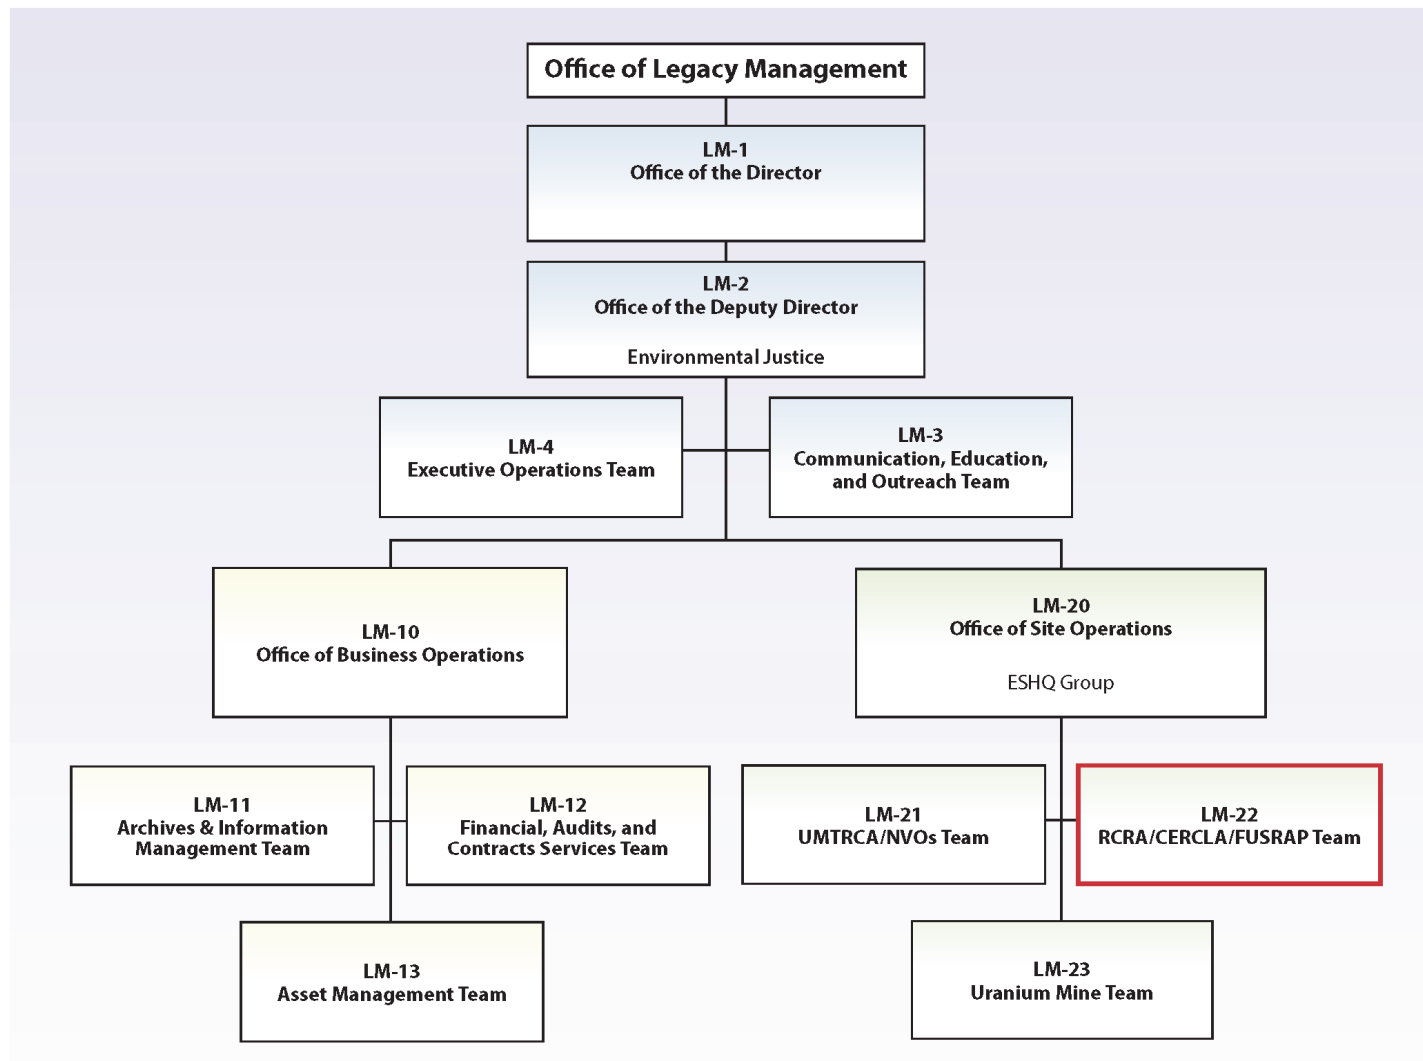 Office of Legacy Management
LM-1
Office of the Director
LM-2
Office of the Deputy Director
Environmental Justice
LM-4
Executive Operations Team
LM-3
Communication, Education,
and Outreach Team
LM-10
Office of Business Operations
LM-20
Office of Site Operations
ESHQ Group
LM-11
Archives & Information
Management Team
LM-12
Financial, Audits, and
Contracts Services Team
LM-21
UMTRCA/NVOs Team
LM-22
RCRA/CERCLA/FUSRAP Team
LM-13
Asset Management Team
LM-23
Uranium Mine Team